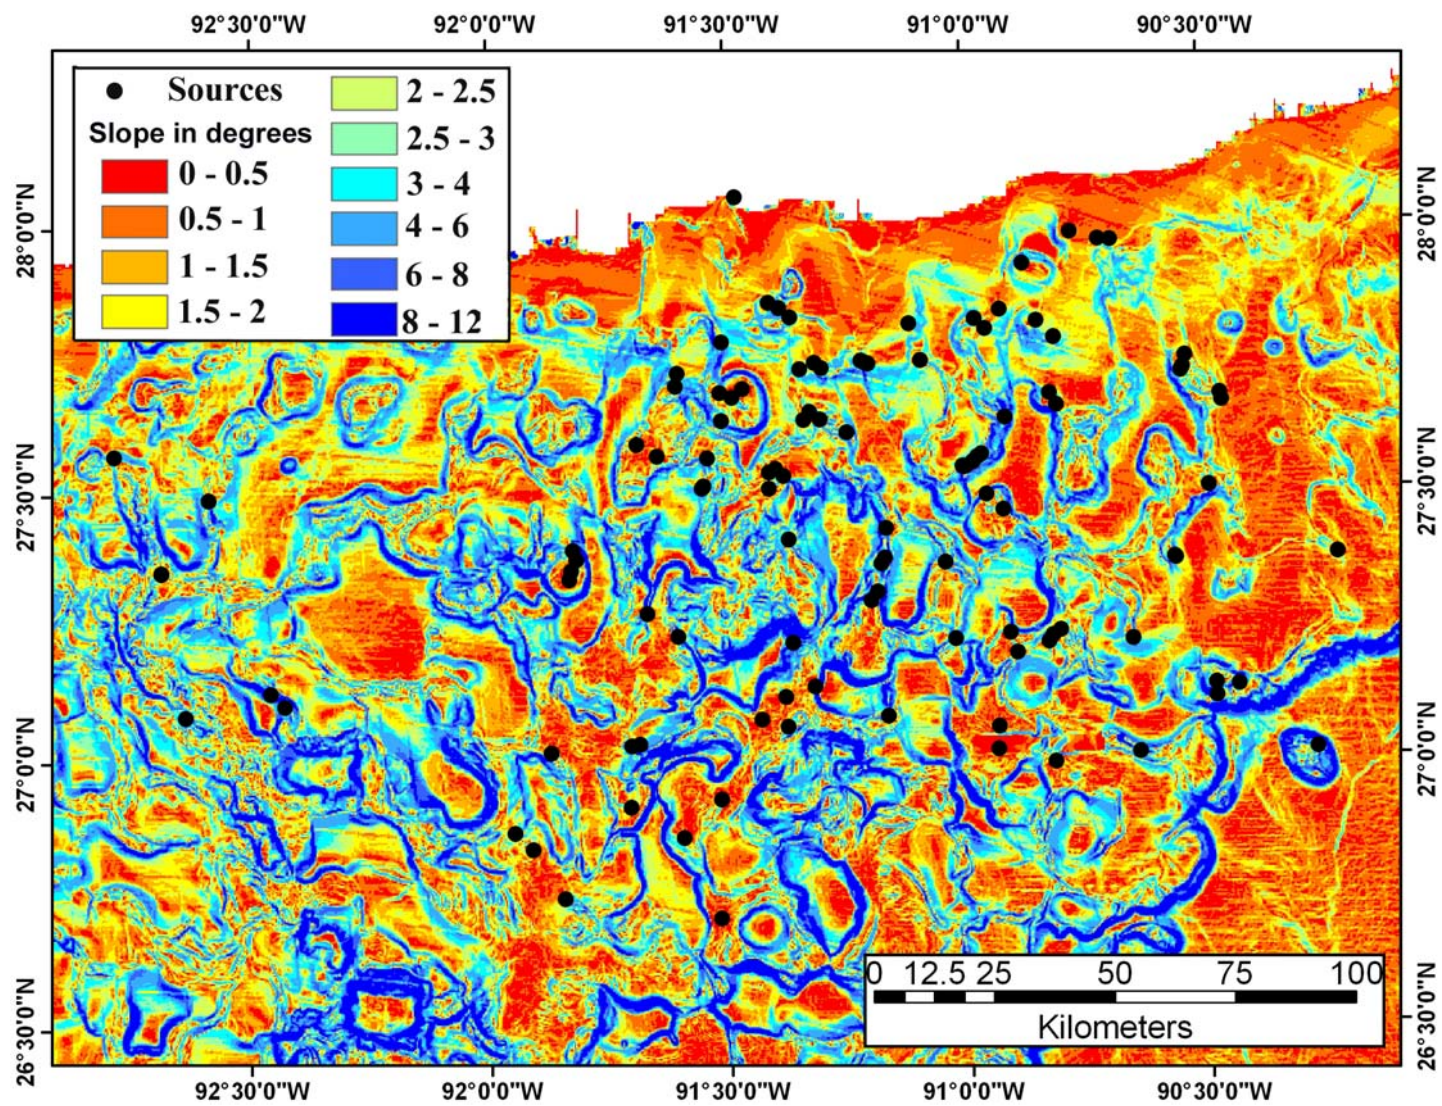 92°30'0"W 92°0'0"W 91°30'0"W 91°0'0"W 90°30'0"W
Sources
Slope in degrees
0 - 0.5
0.5 - 1
1 - 1.5
1.5 - 2
2 - 2.5
2.5 - 3
3 - 4
4 - 6
6 - 8
8 - 12
28°0'0"N
27°30'0"N
27°0'0"N
26°30'0"N
28°0'0"N
27°30'0"N
27°0'0"N
26°30'0"N
0 12.5 25 50 75 100
Kilometers
92°30'0"W 92°0'0"W 91°30'0"W 91°0'0"W 90°30'0"W